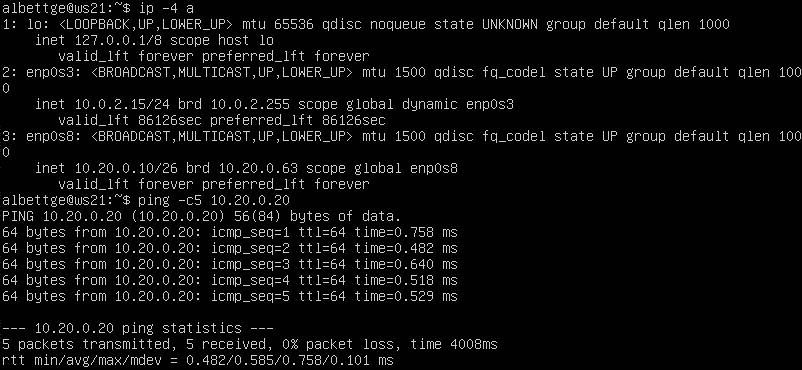 albettge@ws21:~$ ip -4 a
1: lo: <LOOPBACK,UP,LOWER_UP> mtu 65536 qdisc noqueue state UNKNOWN group default qlen 1000
    inet 127.0.0.1/8 scope host lo
       valid_lft forever preferred_lft forever
2: enp0s3: <BROADCAST,MULTICAST,UP,LOWER_UP> mtu 1500 qdisc fq_codel state UP group default qlen 100
0
    inet 10.0.2.15/24 brd 10.0.2.255 scope global dynamic enp0s3
       valid_lft 86126sec preferred_lft 86126sec
3: enp0s8: <BROADCAST,MULTICAST,UP,LOWER_UP> mtu 1500 qdisc fq_codel state UP group default qlen 100
0
    inet 10.20.0.10/26 brd 10.20.0.63 scope global enp0s8
       valid_lft forever preferred_lft forever
albettge@ws21:~$ ping -c5 10.20.0.20
PING 10.20.0.20 (10.20.0.20) 56(84) bytes of data.
64 bytes from 10.20.0.20: icmp_seq=1 ttl=64 time=0.758 ms
64 bytes from 10.20.0.20: icmp_seq=2 ttl=64 time=0.482 ms
64 bytes from 10.20.0.20: icmp_seq=3 ttl=64 time=0.640 ms
64 bytes from 10.20.0.20: icmp_seq=4 ttl=64 time=0.518 ms
64 bytes from 10.20.0.20: icmp_seq=5 ttl=64 time=0.529 ms

--- 10.20.0.20 ping statistics ---
5 packets transmitted, 5 received, 0% packet loss, time 4008ms
rtt min/avg/max/mdev = 0.482/0.585/0.758/0.101 ms